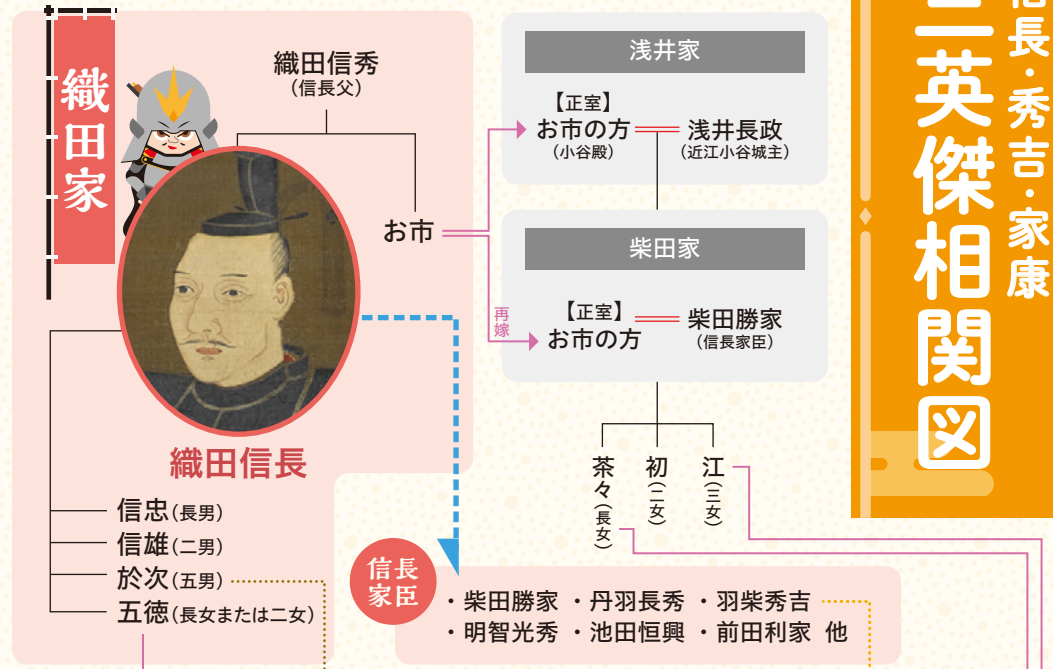 信長・秀吉・家康
三英傑相関図
織田家
織田信秀
（信長父）
お市
織田信長
信忠（長男）
信雄（二男）
於次（五男）
五徳（長女または二女）
浅井家
【正室】
お市の方
（小谷殿）
浅井長政
（近江小谷城主）
柴田家
再嫁
【正室】
お市の方
柴田勝家
（信長家臣）
茶々（長女）
初（二女）
江（三女）
信長
家臣
・柴田勝家 ・丹羽長秀 ・羽柴秀吉
・明智光秀 ・池田恒興 ・前田利家 他